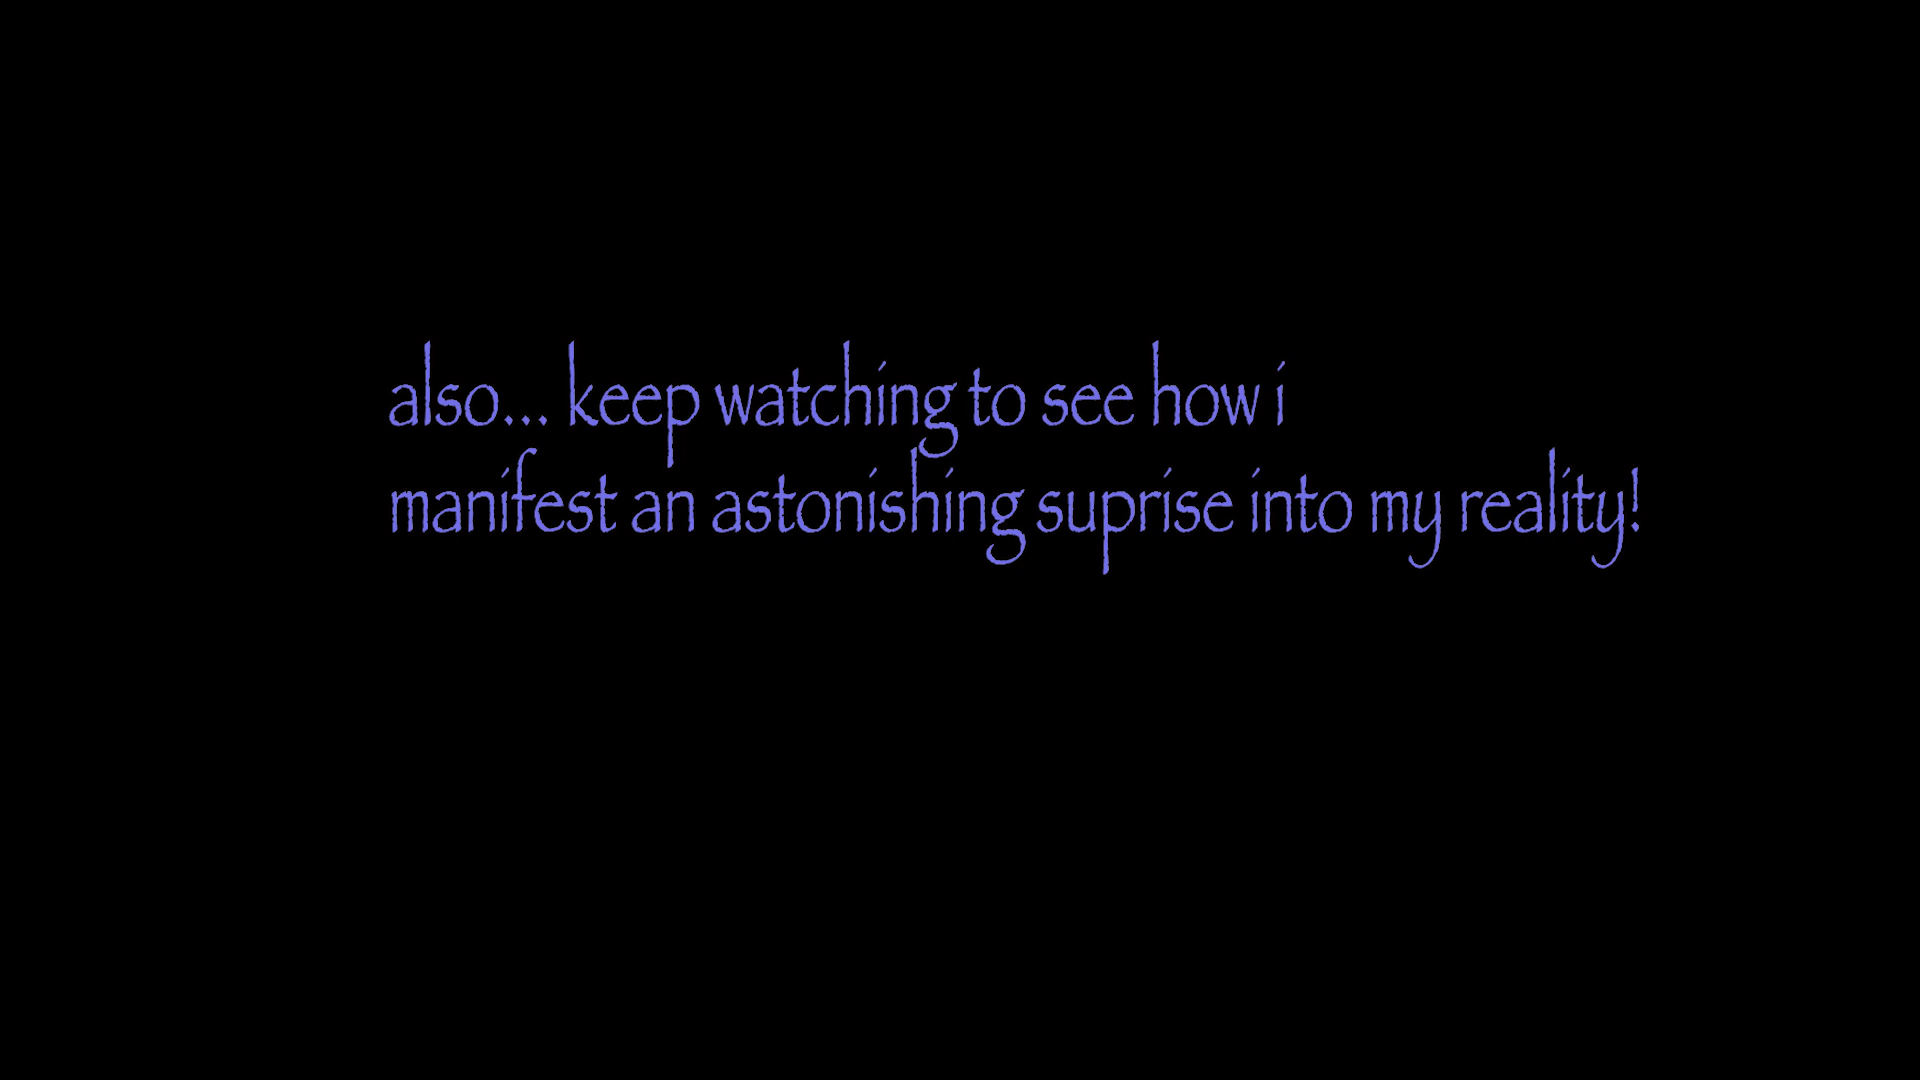 also... keep watching to see how i
manifest an astonishing suprise into my reality!